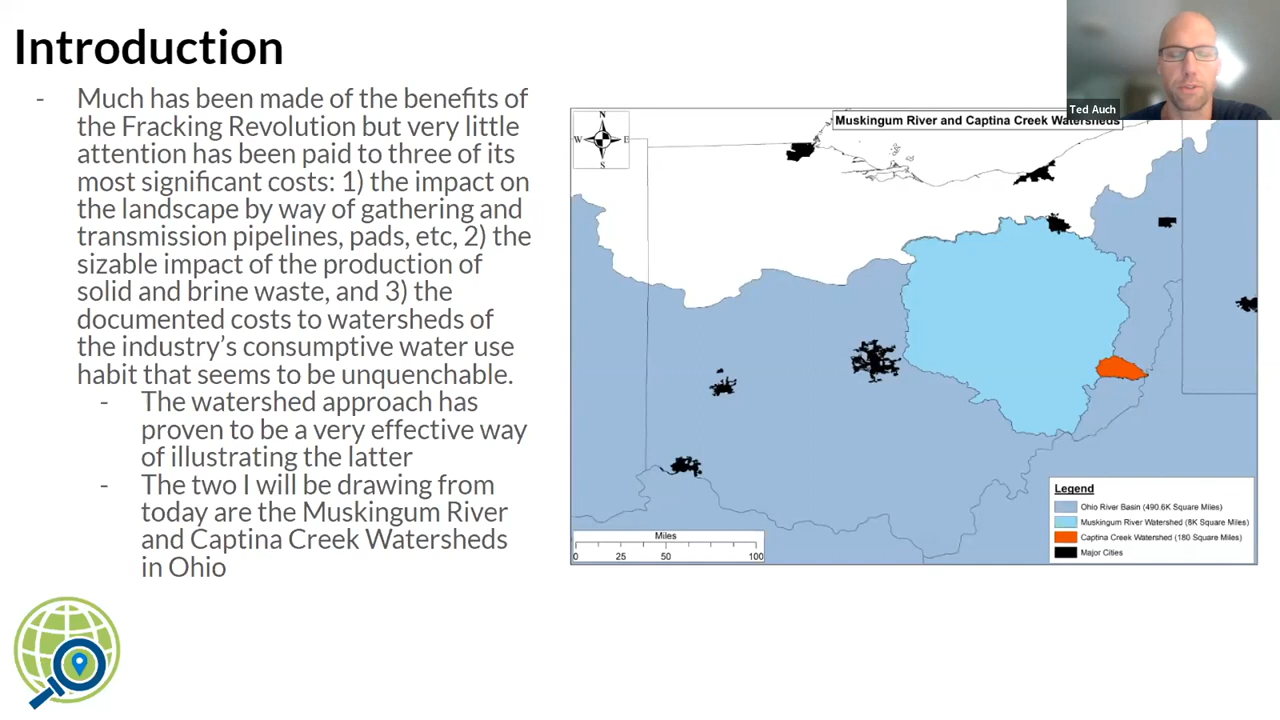 Introduction
- Much has been made of the benefits of
the Fracking Revolution but very little
attention has been paid to three of its
most significant costs: 1) the impact on
the landscape by way of gathering and
transmission pipelines, pads, etc, 2) the
sizable impact of the production of
solid and brine waste, and 3) the
documented costs to watersheds of
the industry's consumptive water use
habit that seems to be unquenchable.
- The watershed approach has
proven to be a very effective way
of illustrating the latter
- The two I will be drawing from
today are the Muskingum River
and Captina Creek Watersheds
in Ohio
Ted Auch
Muskingum River and Captina Creek Watersheds
N
W E
S
Legend
Ohio River Basin (490.6K Square Miles)
Muskingum River Watershed (8K Square Miles)
Captina Creek Watershed (180 Square Miles)
Major Cities
Miles
0 25 50 100